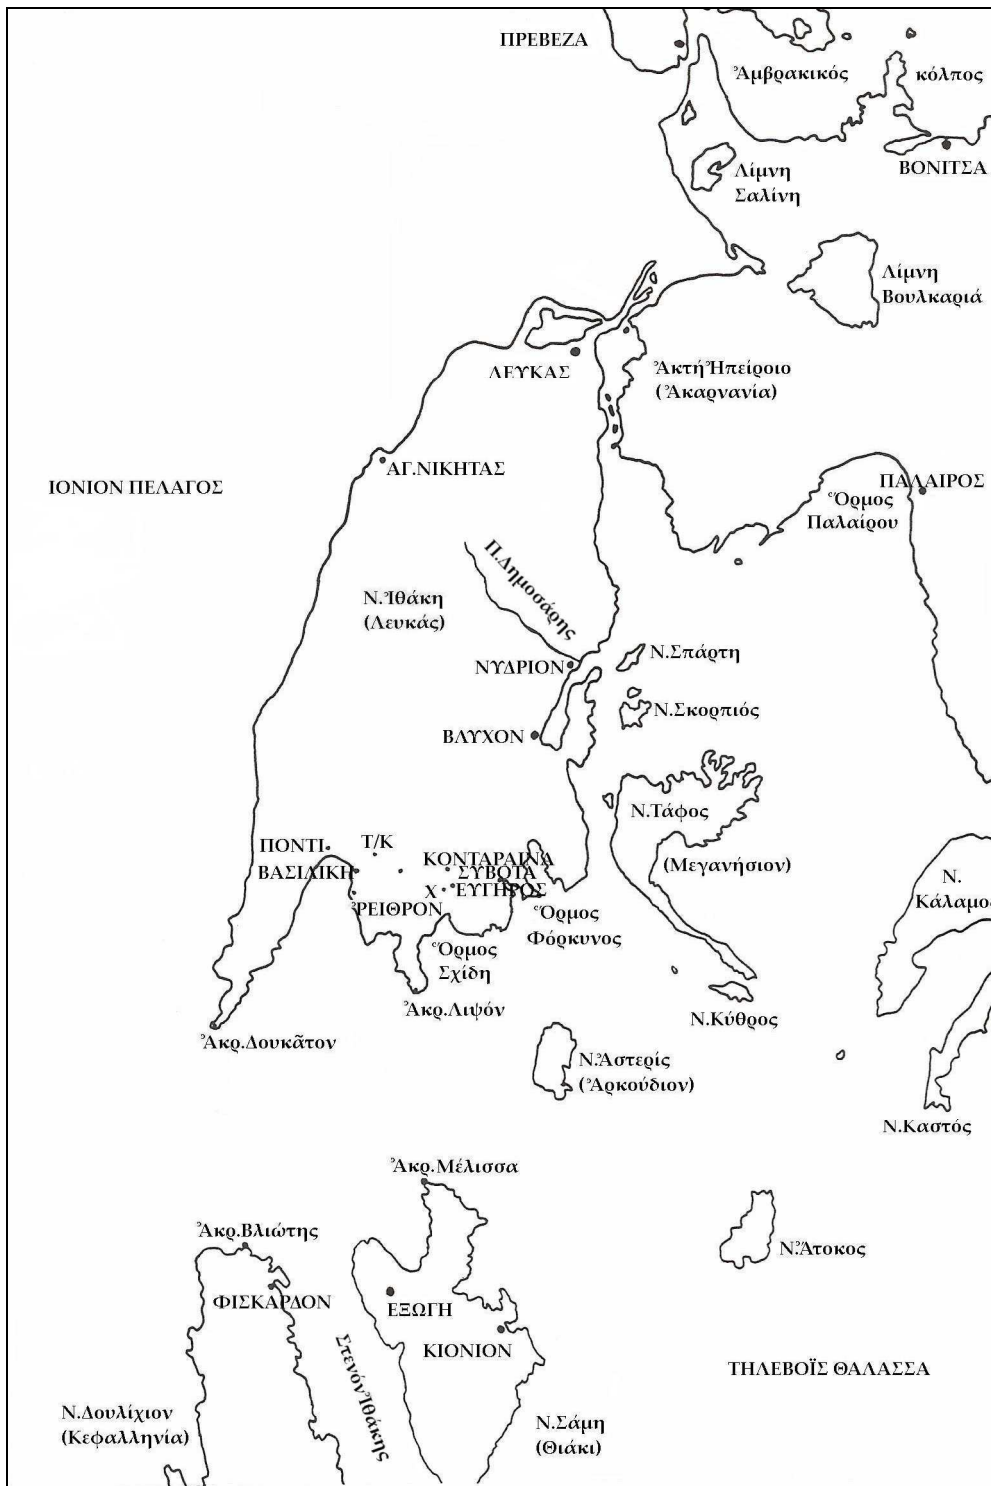 ΠΡΕΒΕΖΑ
Ἀμβρακικός κόλπος
ΒΟΝΙΤΣΑ
Λίμνη
Σαλίνη
Λίμνη
Βουλκαριά
ΛΕΥΚΑΣ
Ἀκτή Ἠπείροιο
(Ἀκαρνανία)
ΑΓ.ΝΙΚΗΤΑΣ
ΙΟΝΙΟΝ ΠΕΛΑΓΟΣ
ΠΑΛΑΙΡΟΣ
Ὅρμος
Παλαίρου
Π.Δημοσάρης
Ν.Ἰθάκη
(Λευκάς)
Ν.Σπάρτη
ΝΥΔΡΙΟΝ
Ν.Σκορπιός
ΒΛΥΧΟΝ
Ν.Τάφος
(Μεγανήσιον)
ΠΟΝΤΙ
Τ/Κ
ΚΟΝΤΑΡΑΙΝΑ
ΒΑΣΙΛΙΚΗ
ΣΥΒΟΤΑ
Χ
ΕΥΓΗΡΟΣ
ῬΕΙΘΡΟΝ
Ν.
Κάλαμος
Ὅρμος
Φόρκυνος
Ὅρμος
Σχίδη
Ἀκρ.Λιψόν
Ν.Κύθρος
Ἀκρ.Δουκᾶτον
Ν.Ἀστερίς
(Ἀρκούδιον)
Ν.Καστός
Ἀκρ.Μέλισσα
Ἀκρ.Βλιώτης
Ν.Ἄτοκος
ΦΙΣΚΑΡΔΟΝ
ΕΞΩΓΗ
ΚΙΟΝΙΟΝ
Στενόν Ἰθάκης
ΤΗΛΕΒΟΪΣ ΘΑΛΑΣΣΑ
Ν.Δουλίχιον
(Κεφαλληνία)
Ν.Σάμη
(Θιάκι)